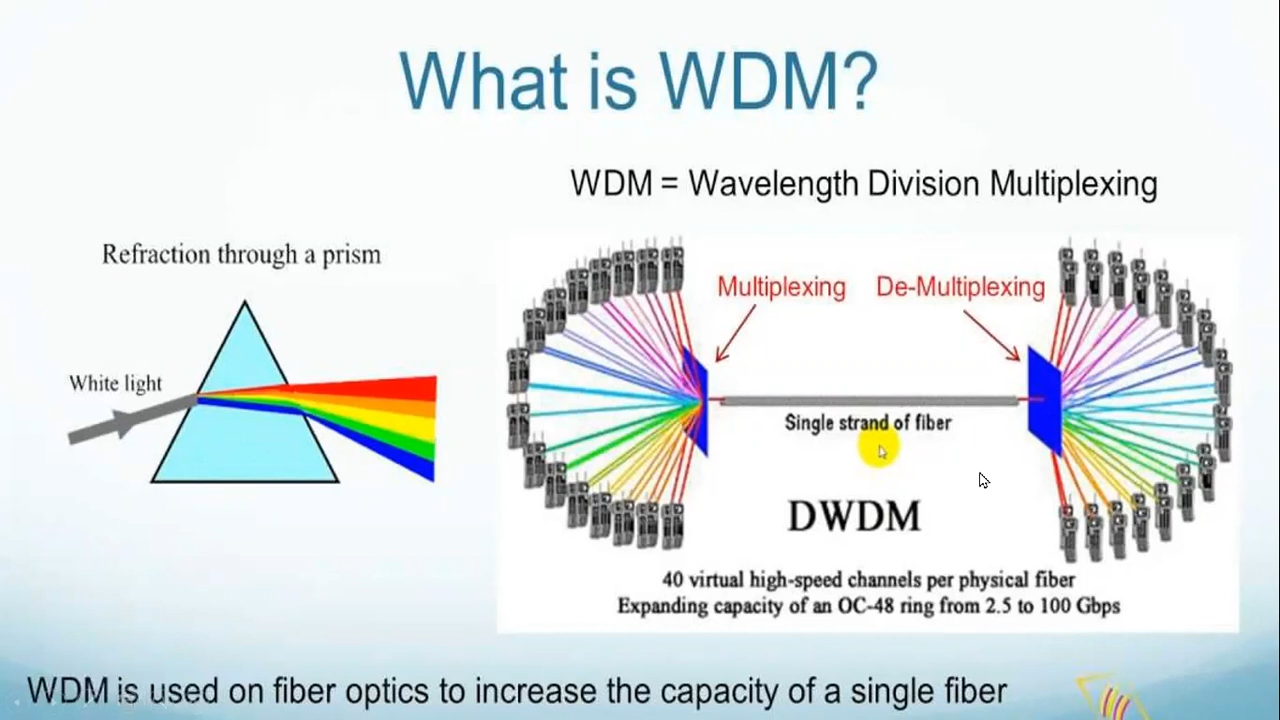 What is WDM?
WDM = Wavelength Division Multiplexing
Refraction through a prism
White light
Multiplexing
De-Multiplexing
Single strand of fiber
DWDM
40 virtual high-speed channels per physical fiber
Expanding capacity of an OC-48 ring from 2.5 to 100 Gbps
WDM is used on fiber optics to increase the capacity of a single fiber